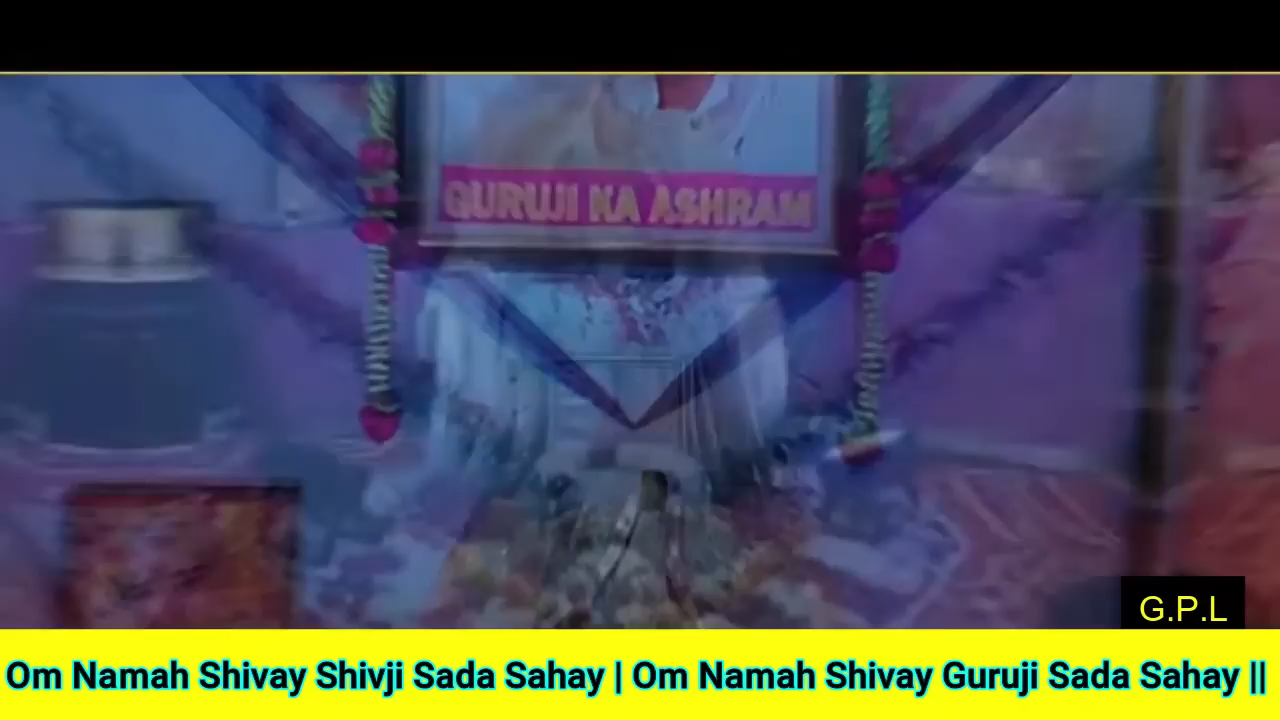 GURUJI KA ASHRAM
G.P.L
Om Namah Shivay Shivji Sada Sahay | Om Namah Shivay Guruji Sada Sahay ||